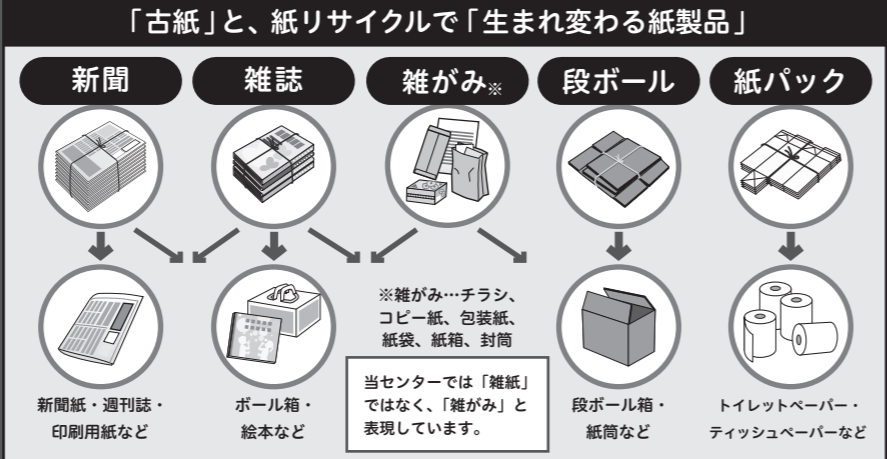 「古紙」と、紙リサイクルで「生まれ変わる紙製品」
新聞
雑誌
雑がみ※
段ボール
紙パック
新聞紙・週刊誌・
印刷用紙など
ボール箱・
絵本など
※雑がみ…チラシ、
コピー紙、包装紙、
紙袋、紙箱、封筒
当センターでは「雑紙」
ではなく、「雑がみ」と
表現しています。
段ボール箱・
紙筒など
トイレットペーパー・
ティッシュペーパーなど